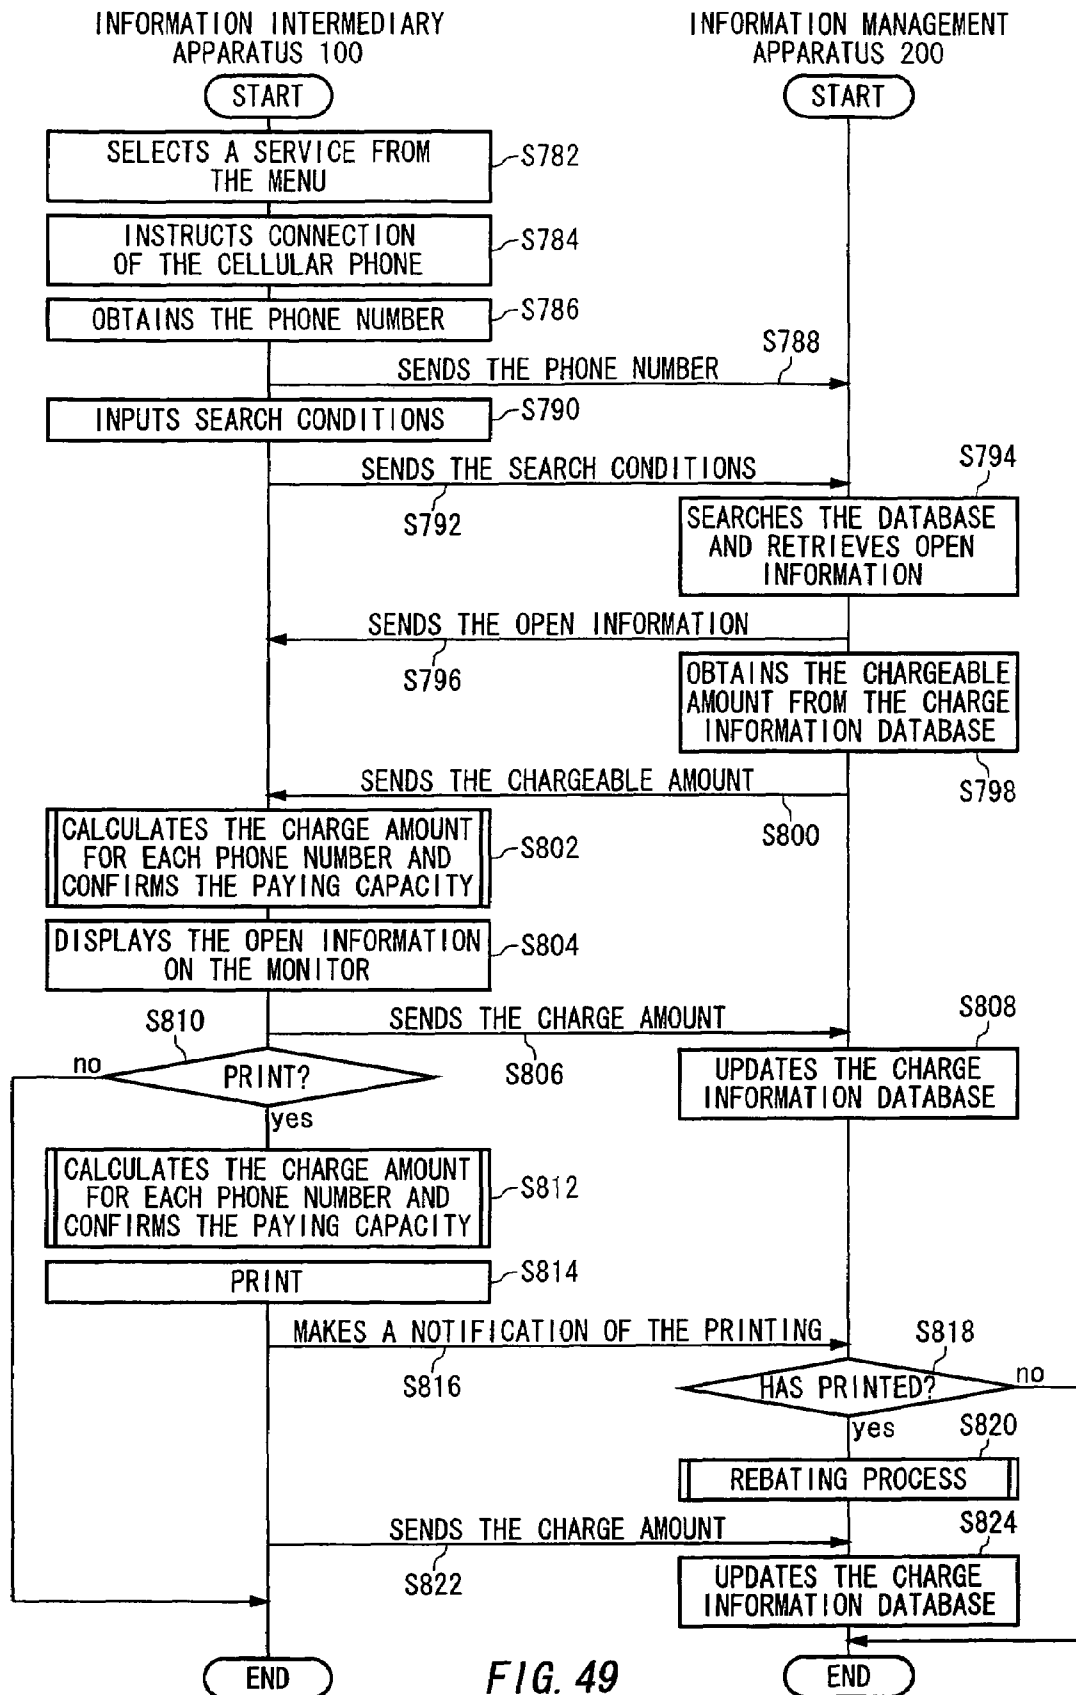 INFORMATION INTERMEDIARY
APPARATUS 100
INFORMATION MANAGEMENT
APPARATUS 200
START
START
SELECTS A SERVICE FROM
THE MENU
S782
INSTRUCTS CONNECTION
OF THE CELLULAR PHONE
S784
OBTAINS THE PHONE NUMBER
S786
SENDS THE PHONE NUMBER
S788
INPUTS SEARCH CONDITIONS
S790
SENDS THE SEARCH CONDITIONS
S792
S794
SEARCHES THE DATABASE
AND RETRIEVES OPEN
INFORMATION
SENDS THE OPEN INFORMATION
S796
OBTAINS THE CHARGEABLE
AMOUNT FROM THE CHARGE
INFORMATION DATABASE
S798
SENDS THE CHARGEABLE AMOUNT
S800
CALCULATES THE CHARGE AMOUNT
FOR EACH PHONE NUMBER AND
CONFIRMS THE PAYING CAPACITY
S802
DISPLAYS THE OPEN INFORMATION
ON THE MONITOR
S804
SENDS THE CHARGE AMOUNT
S806
S808
UPDATES THE CHARGE
INFORMATION DATABASE
S810
PRINT?
no
yes
CALCULATES THE CHARGE AMOUNT
FOR EACH PHONE NUMBER AND
CONFIRMS THE PAYING CAPACITY
S812
PRINT
S814
MAKES A NOTIFICATION OF THE PRINTING
S816
S818
HAS PRINTED?
no
yes
S820
REBATING PROCESS
SENDS THE CHARGE AMOUNT
S822
S824
UPDATES THE CHARGE
INFORMATION DATABASE
END
FIG. 49
END